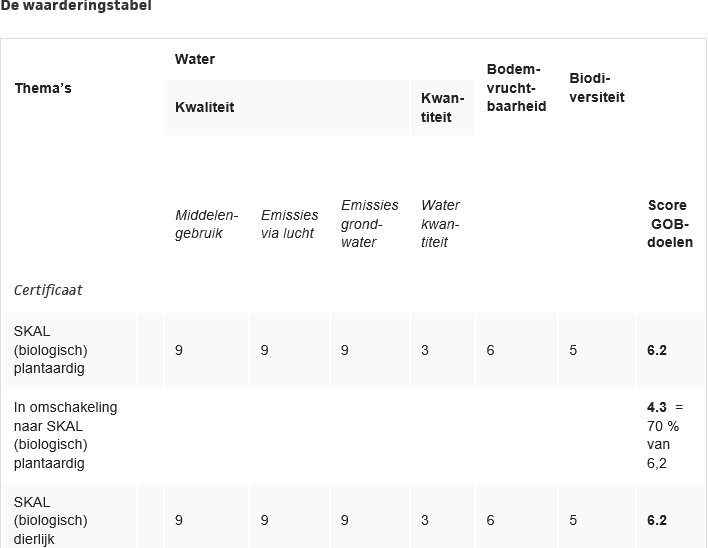 De waarderingstabel
Thema's
Water
Bodem-
vrucht-
baarheid
Biodi-
versiteit
Kwaliteit
Kwan-
titeit
Middelen-
gebruik
Emissies
via lucht
Emissies
grond-
water
Water
kwan-
titeit
Score
GOB-
doelen
Certificaat
SKAL
(biologisch)
plantaardig
9
9
9
3
6
5
6.2
In omschakeling
naar SKAL
(biologisch)
plantaardig
4.3 =
70 %
van
6,2
SKAL
(biologisch)
dierlijk
9
9
9
3
6
5
6.2